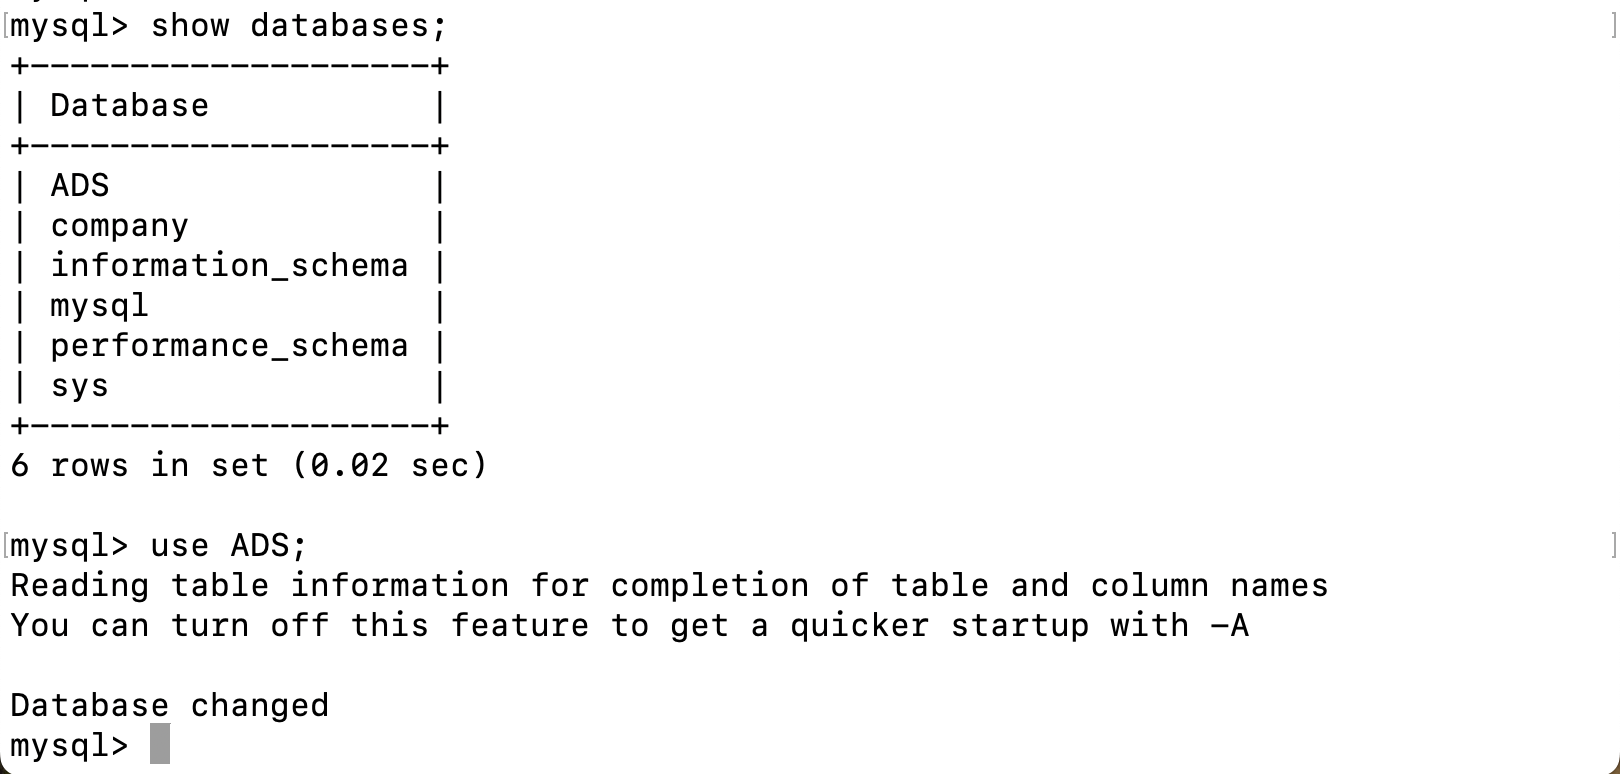 mysql> show databases;
+--------------------+
| Database           |
+--------------------+
| ADS                |
| company            |
| information_schema |
| mysql              |
| performance_schema |
| sys                |
+--------------------+
6 rows in set (0.02 sec)

mysql> use ADS;
Reading table information for completion of table and column names
You can turn off this feature to get a quicker startup with -A

Database changed
mysql>